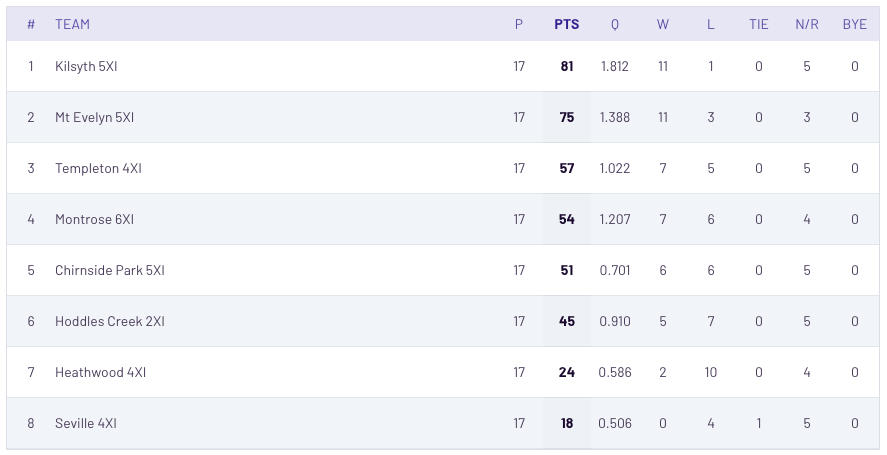 # TEAM P PTS Q W L TIE N/R BYE
1 Kilsyth 5XI 17 81 1.812 11 1 0 5 0
2 Mt Evelyn 5XI 17 75 1.388 11 3 0 3 0
3 Templeton 4XI 17 57 1.022 7 5 0 5 0
4 Montrose 6XI 17 54 1.207 7 6 0 4 0
5 Chirnside Park 5XI 17 51 0.701 6 6 0 5 0
6 Hoddles Creek 2XI 17 45 0.910 5 7 0 5 0
7 Heathwood 4XI 17 24 0.586 2 10 0 4 0
8 Seville 4XI 17 18 0.506 0 4 1 5 0